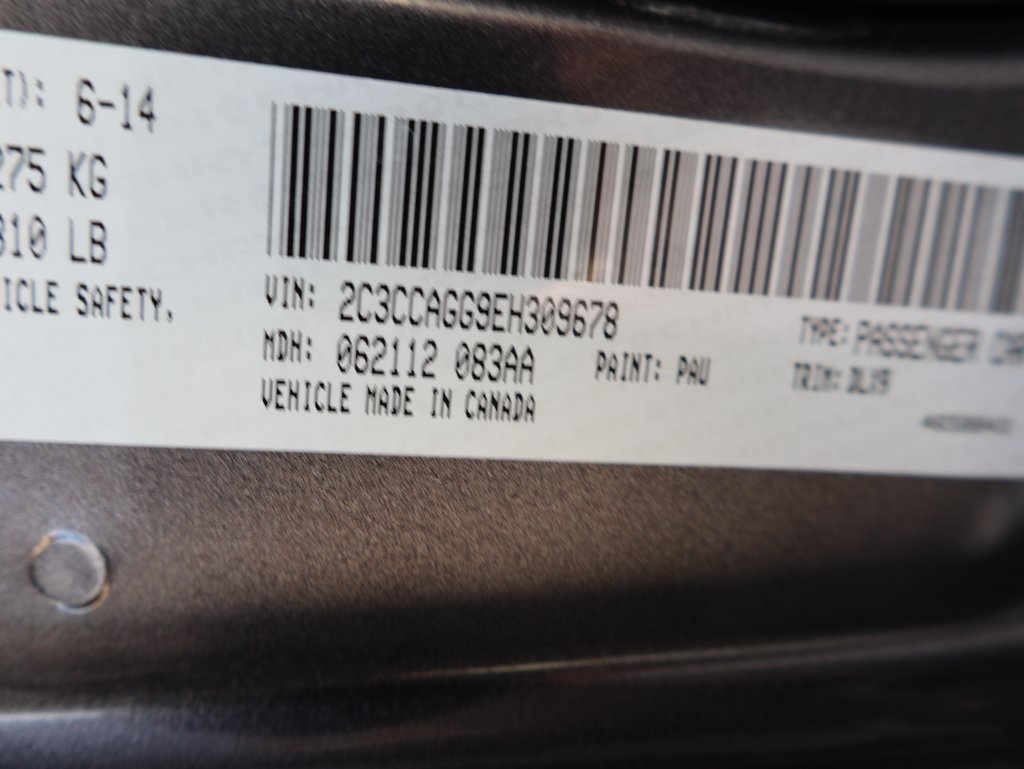 T): 6-14
275 KG
810 LB
ICLE SAFETY.
VIN: 2C3CCAGG9EH309678
MDH: 062112 083AA
PAINT: PAU
VEHICLE MADE IN CANADA
TYPE: PASSENGER CAR
TRIM: DLX9